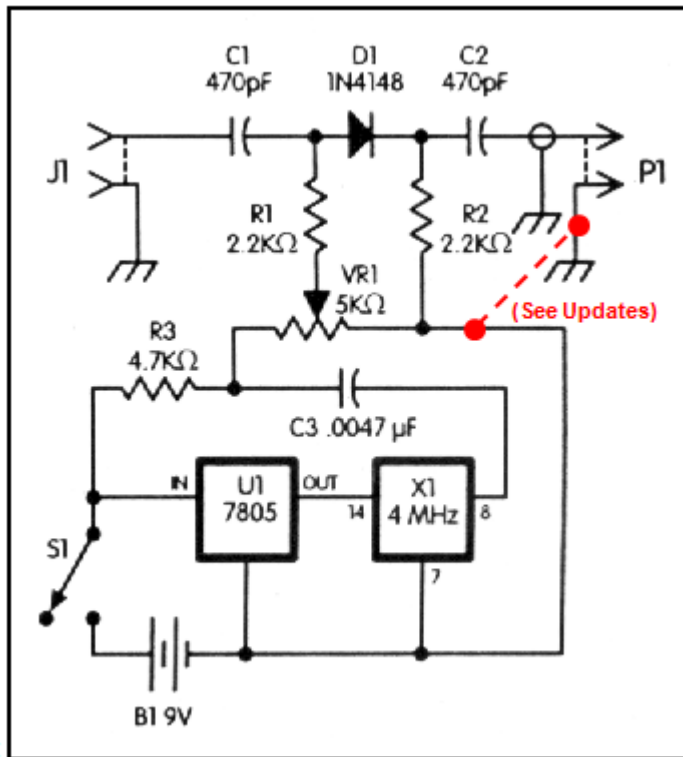 C1
470pF
D1
1N4148
C2
470pF
J1
P1
R1
2.2KΩ
R2
2.2KΩ
VR1
5KΩ
(See Updates)
R3
4.7KΩ
C3 .0047 µF
IN
U1
7805
OUT
14
X1
4 MHz
8
7
S1
B1 9V